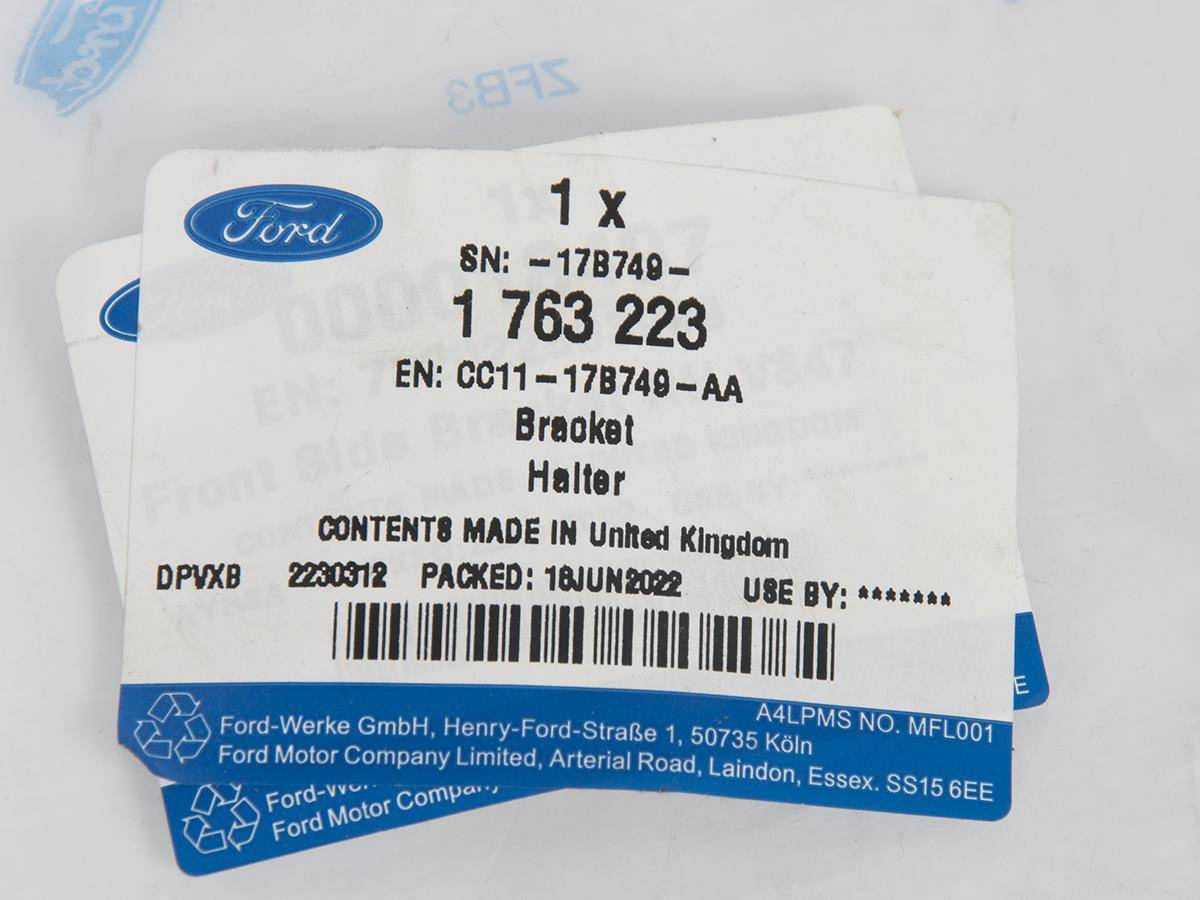 ZFB3
Ford
1 x
SN: -17B749-
1 763 223
EN: CC11-17B749-AA
Bracket
Halter
CONTENTS MADE IN United Kingdom
DPVXB 2230312 PACKED: 18JUN2022 USE BY: *******
A4LPMS NO. MFL001
Ford-Werke GmbH, Henry-Ford-Straße 1, 50735 Köln
Ford Motor Company Limited, Arterial Road, Laindon, Essex. SS15 6EE
Ford Motor Company